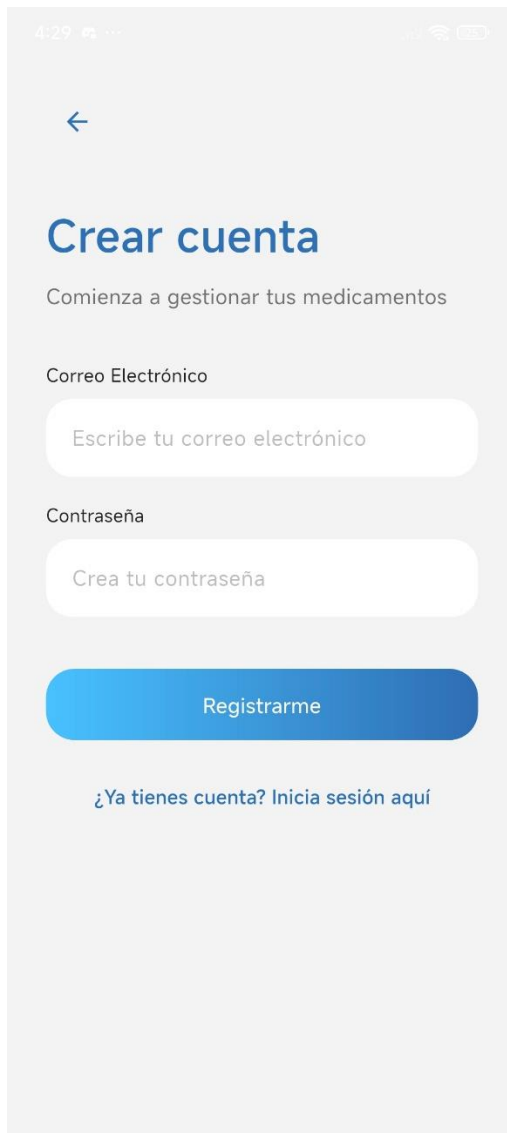 4:29
Crear cuenta
Comienza a gestionar tus medicamentos
Correo Electrónico
Escribe tu correo electrónico
Contraseña
Crea tu contraseña
Registrarme
¿Ya tienes cuenta? Inicia sesión aquí